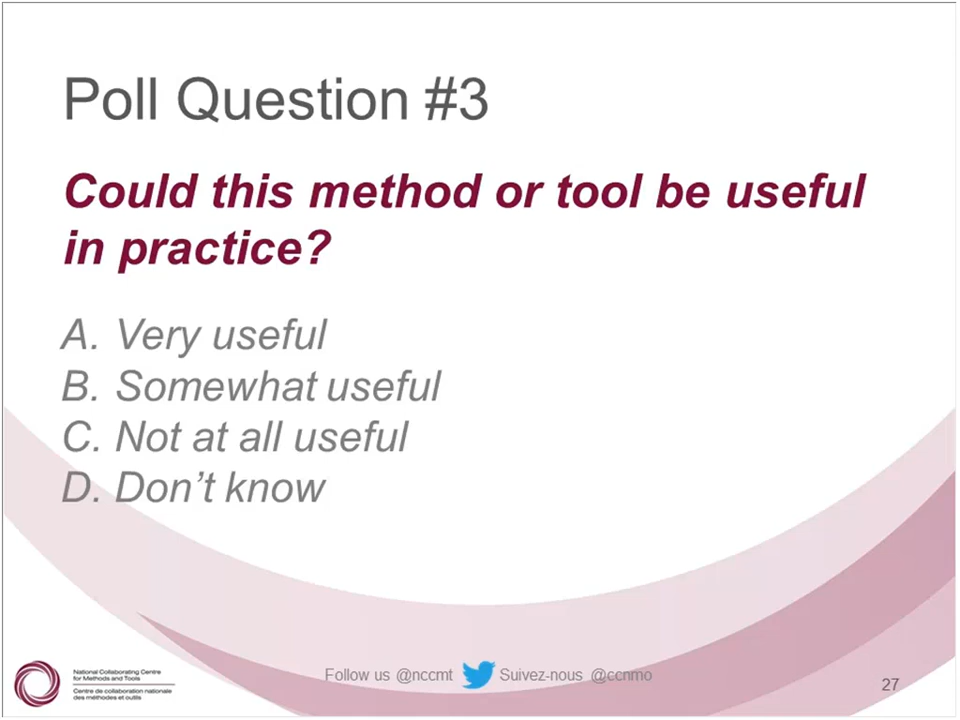 Poll Question #3
Could this method or tool be useful
in practice?
A. Very useful
B. Somewhat useful
C. Not at all useful
D. Don’t know
National Collaborating Centre
for Methods and Tools
Centre de collaboration nationale
des méthodes et outils
Follow us @nccmt Suivez-nous @ccnmo
27